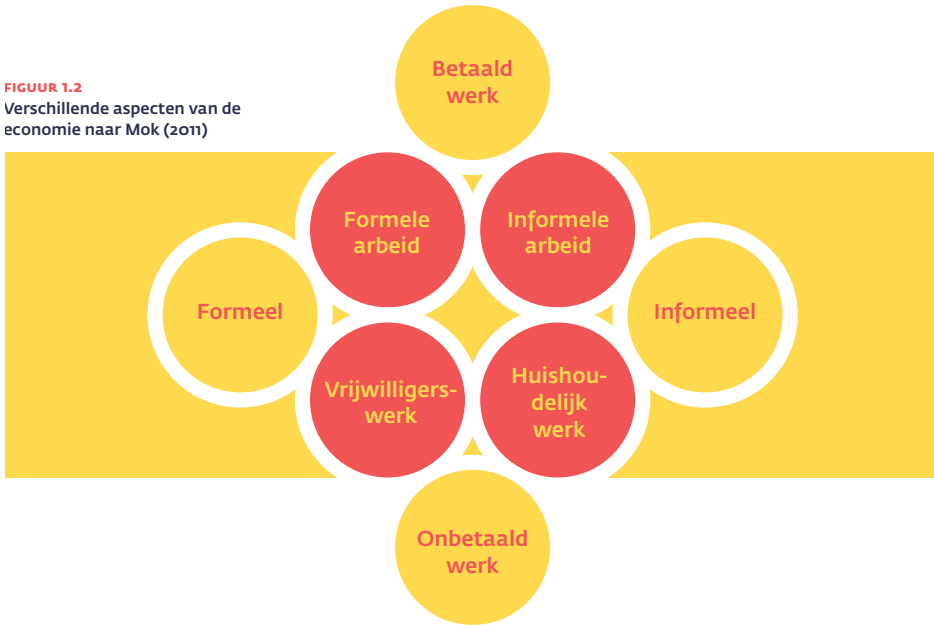 FIGUUR 1.2
Verschillende aspecten van de
economie naar Mok (2011)
Betaald
werk
Formele
arbeid
Informele
arbeid
Formeel
Informeel
Vrijwilligers-
werk
Huishou-
delijk
werk
Onbetaald
werk